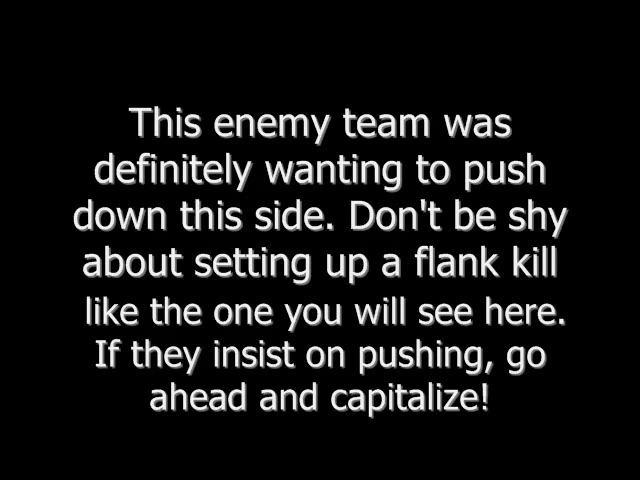 This enemy team was
definitely wanting to push
down this side. Don't be shy
about setting up a flank kill
like the one you will see here.
If they insist on pushing, go
ahead and capitalize!